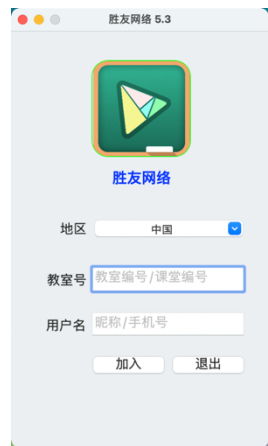 胜友网络 5.3
胜友网络
地区 中国
教室号 教室编号/课堂编号
用户名 昵称/手机号
加入 退出